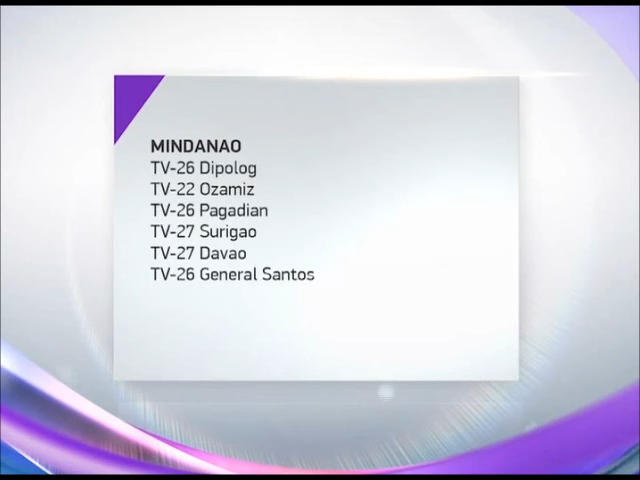 MINDANAO
TV-26 Dipolog
TV-22 Ozamiz
TV-26 Pagadian
TV-27 Surigao
TV-27 Davao
TV-26 General Santos